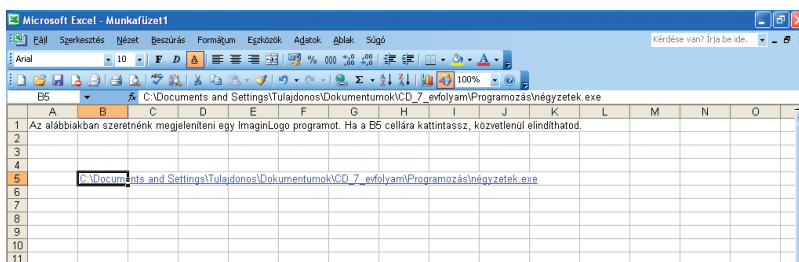 Microsoft Excel - Munkafüzet1
Fájl Szerkesztés Nézet Beszúrás Formátum Eszközök Adatok Ablak Súgó Kérdése van? Írja be ide.
Arial 10 F D A % 000
Σ 100%
B5 fx C:\Documents and Settings\Tulajdonos\Dokumentumok\CD_7_evfolyam\Programozás\négyzetek.exe
A B C D E F G H I J K L M N O
1 Az alábbiakban szeretnénk megjeleníteni egy ImaginLogo programot. Ha a B5 cellára kattintassz, közvetlenül elindíthatod.
2
3
4
5 C:\Documents and Settings\Tulajdonos\Dokumentumok\CD_7_evfolyam\Programozás\négyzetek.exe
6
7
8
9
10
11